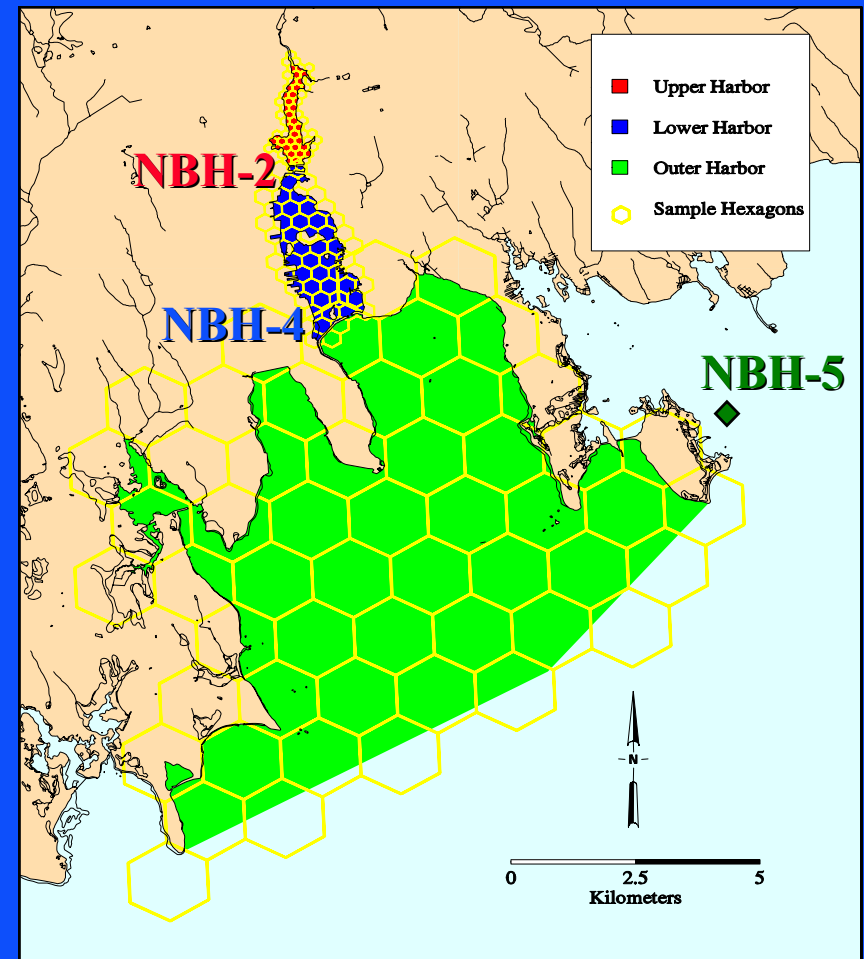 Upper Harbor
Lower Harbor
Outer Harbor
Sample Hexagons
NBH-2
NBH-4
NBH-5
N
0 2.5 5
Kilometers